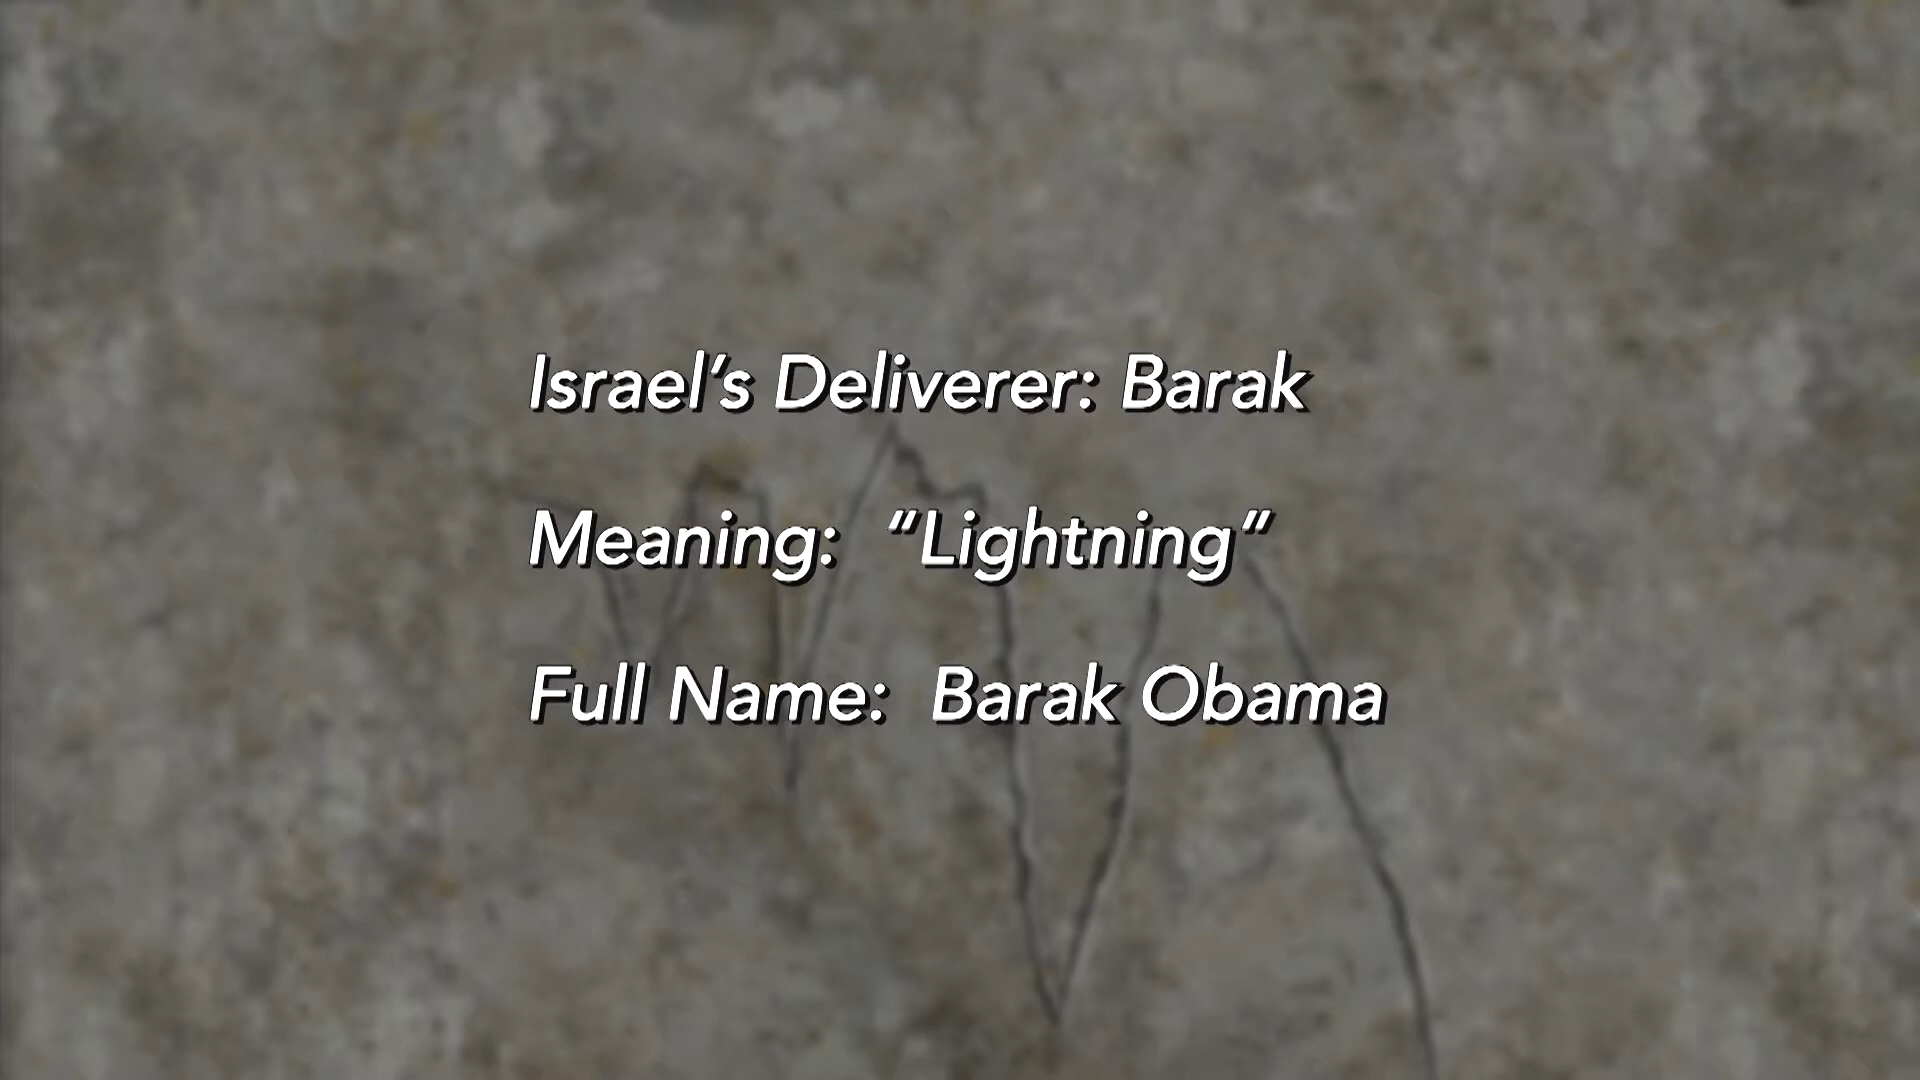 Israel’s Deliverer: Barak
Meaning: “Lightning”
Full Name: Barak Obama